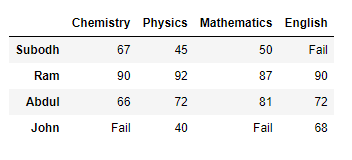 Chemistry Physics Mathematics English
Subodh 67 45 50 Fail
Ram 90 92 87 90
Abdul 66 72 81 72
John Fail 40 Fail 68